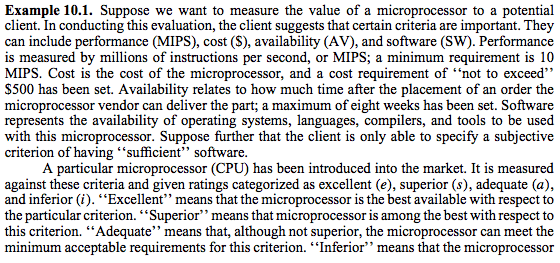 Example 10.1. Suppose we want to measure the value of a microprocessor to a potential
client. In conducting this evaluation, the client suggests that certain criteria are important. They
can include performance (MIPS), cost ($), availability (AV), and software (SW). Performance
is measured by millions of instructions per second, or MIPS; a minimum requirement is 10
MIPS. Cost is the cost of the microprocessor, and a cost requirement of ‘‘not to exceed’’
$500 has been set. Availability relates to how much time after the placement of an order the
microprocessor vendor can deliver the part; a maximum of eight weeks has been set. Software
represents the availability of operating systems, languages, compilers, and tools to be used
with this microprocessor. Suppose further that the client is only able to specify a subjective
criterion of having ‘‘sufficient’’ software.
A particular microprocessor (CPU) has been introduced into the market. It is measured
against these criteria and given ratings categorized as excellent (e), superior (s), adequate (a),
and inferior (i). ‘‘Excellent’’ means that the microprocessor is the best available with respect to
the particular criterion. ‘‘Superior’’ means that microprocessor is among the best with respect to
this criterion. ‘‘Adequate’’ means that, although not superior, the microprocessor can meet the
minimum acceptable requirements for this criterion. ‘‘Inferior’’ means that the microprocessor